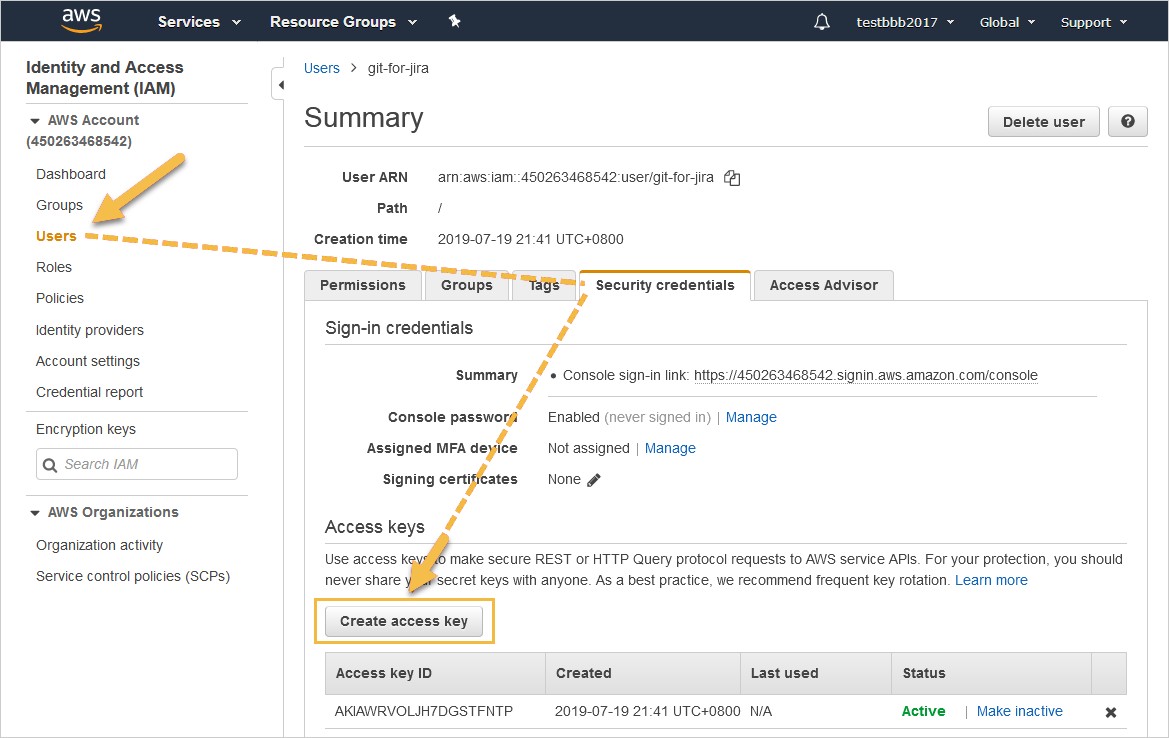 aws Services Resource Groups testbbb2017 Global Support
Identity and Access
Management (IAM)
AWS Account
(450263468542)
Dashboard
Groups
Users
Roles
Policies
Identity providers
Account settings
Credential report
Encryption keys
Search IAM
AWS Organizations
Organization activity
Service control policies (SCPs)
Users > git-for-jira
Summary
Delete user ?
User ARN arn:aws:iam::450263468542:user/git-for-jira
Path /
Creation time 2019-07-19 21:41 UTC+0800
Permissions Groups Tags Security credentials Access Advisor
Sign-in credentials
Summary • Console sign-in link: https://450263468542.signin.aws.amazon.com/console
Console password Enabled (never signed in) | Manage
Assigned MFA device Not assigned | Manage
Signing certificates None
Access keys
Use access keys to make secure REST or HTTP Query protocol requests to AWS service APIs. For your protection, you should
never share your secret keys with anyone. As a best practice, we recommend frequent key rotation. Learn more
Create access key
Access key ID Created Last used Status
AKIAWRVOLJH7DGSTFNTP 2019-07-19 21:41 UTC+0800 N/A Active | Make inactive